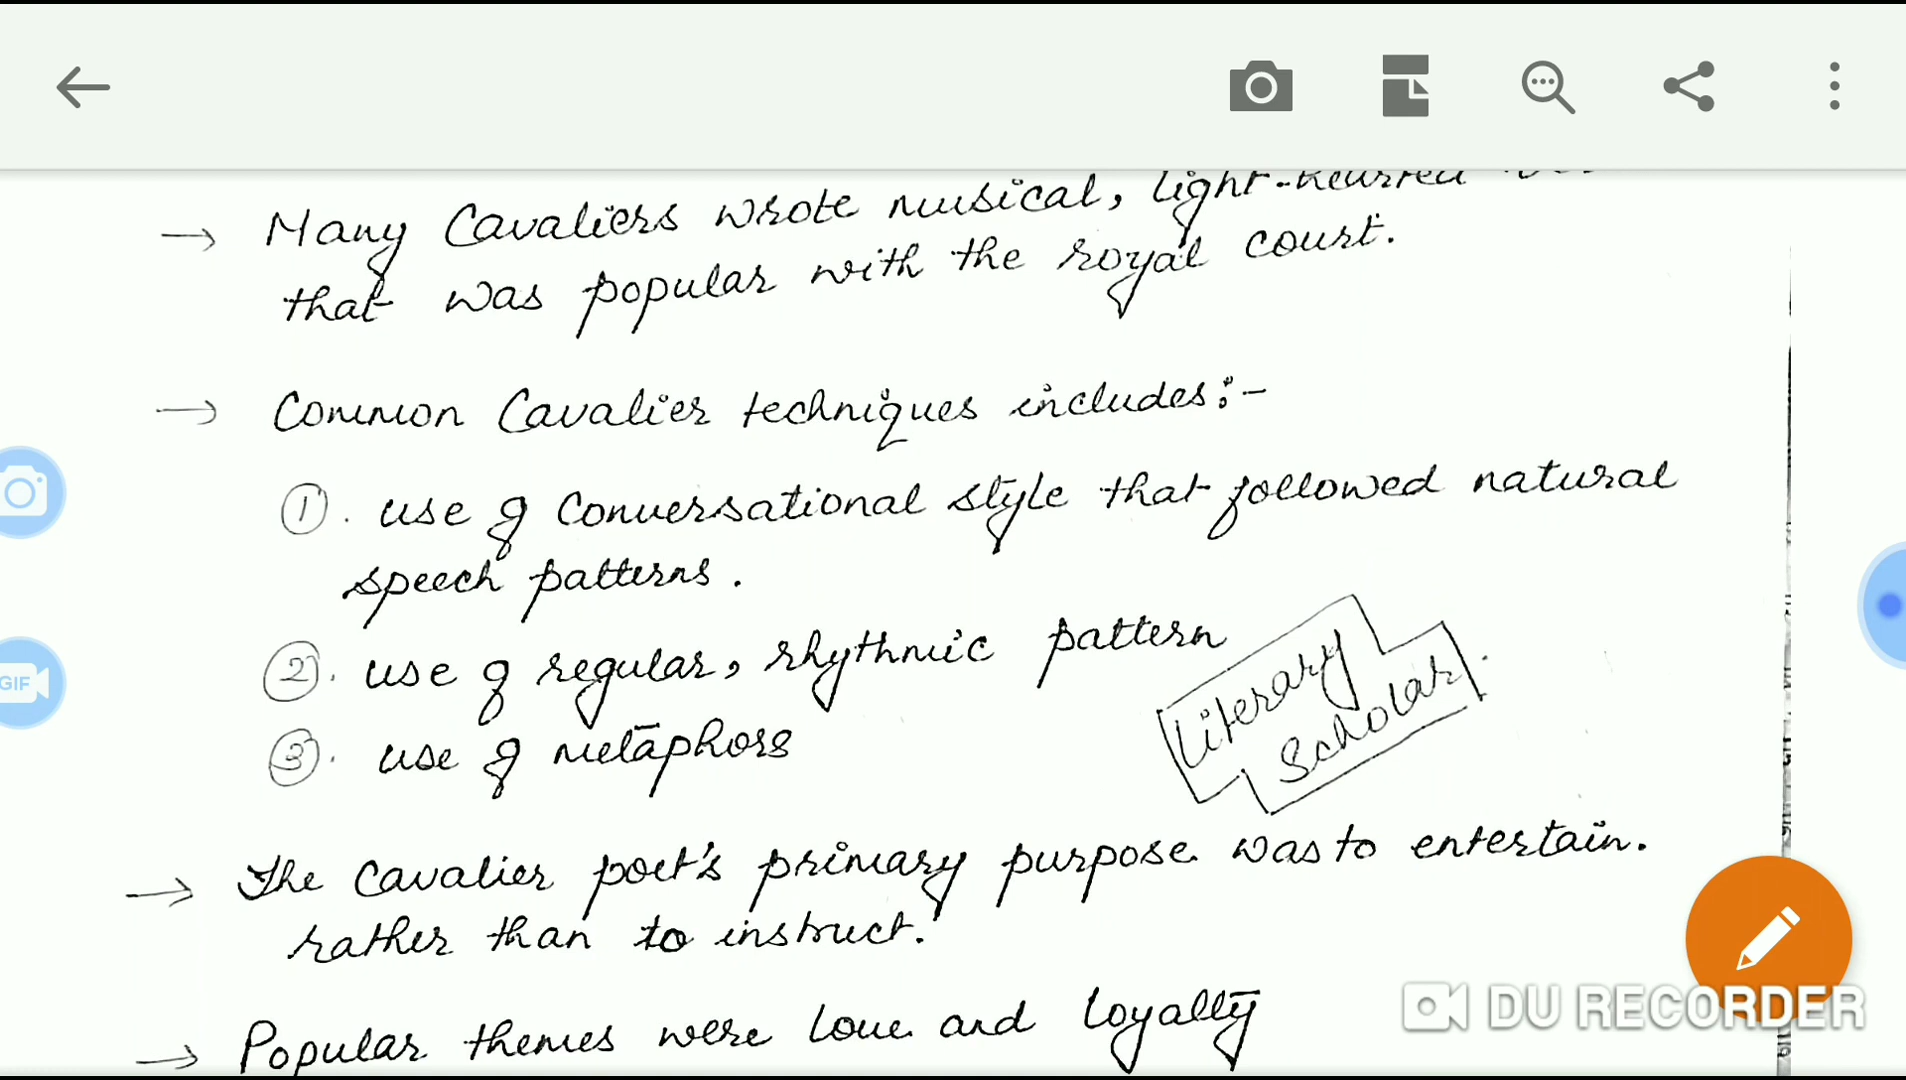 → Many Cavaliers wrote musical, light-hearted
that was popular with the royal court.
→ Common Cavalier techniques includes:-
①. use of conversational style that followed natural
speech patterns.
②. use of regular, rhythmic pattern
③. use of metaphors
Literary
Scholar
→ The Cavalier poet's primary purpose was to entertain.
rather than to instruct.
→ Popular themes were love and loyalty
GIF
DU RECORDER